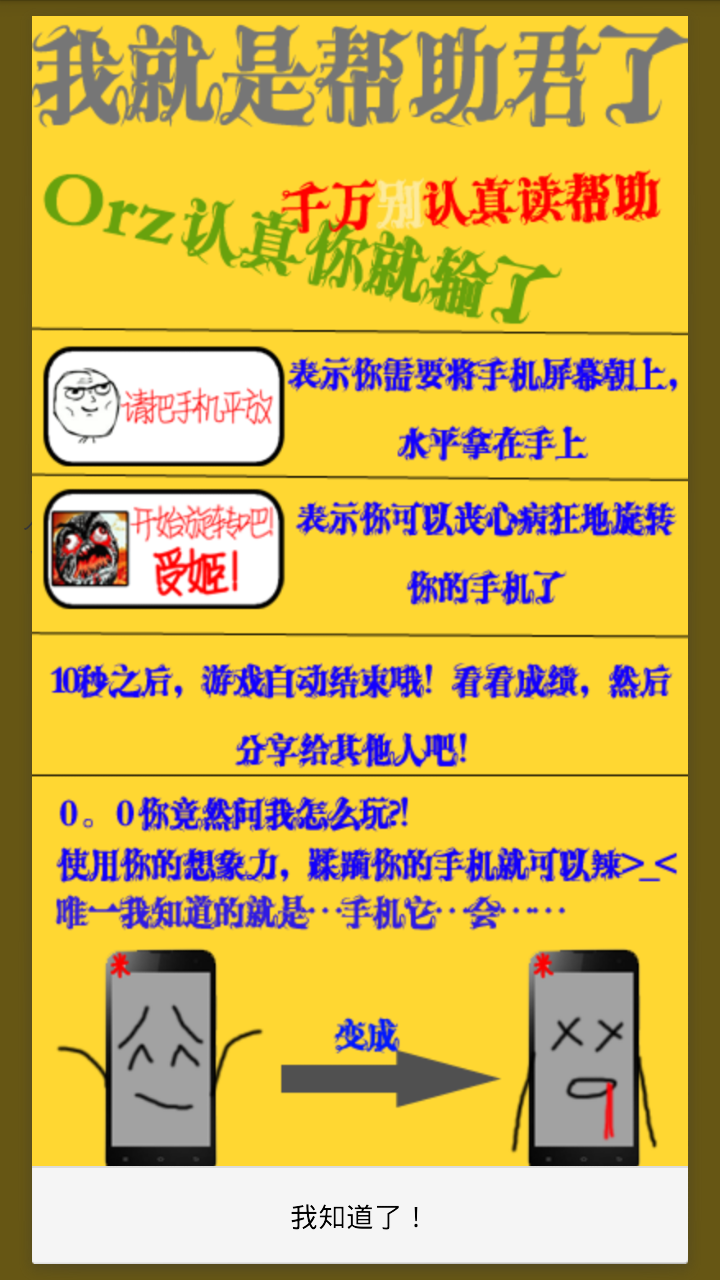 我就是帮助君了
千万别认真读帮助
Orz认真你就输了
请把手机平放
表示你需要将手机屏幕朝上，
水平拿在手上
开始旋转吧！
受姬！
表示你可以丧心病狂地旋转
你的手机了
10秒之后，游戏自动结束哦！看看成绩，然后
分享给其他人吧！
0。0你竟然问我怎么玩?!
使用你的想象力，蹂躏你的手机就可以辣>_<
唯一我知道的就是…手机它…会……
米
变成
米
我知道了！